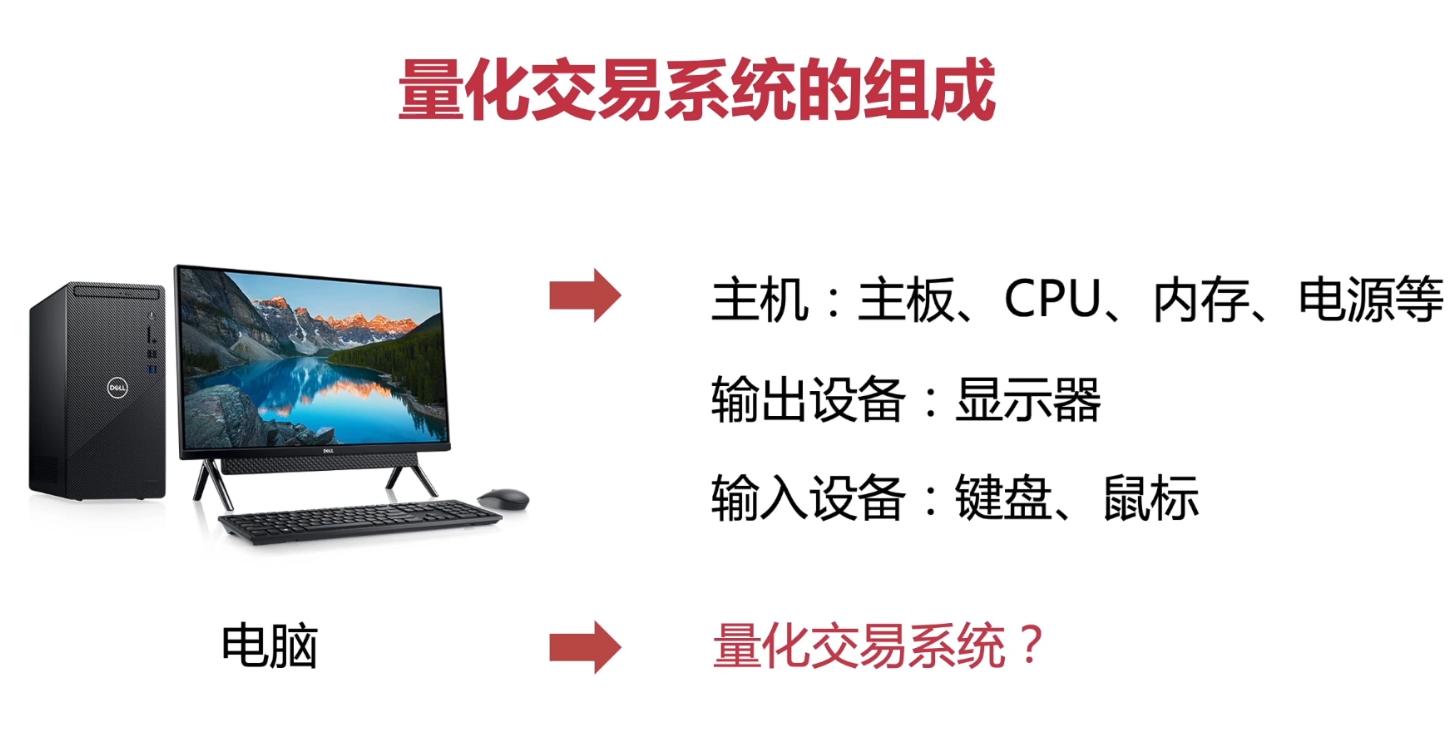 量化交易系统的组成
主机：主板、CPU、内存、电源等
输出设备：显示器
输入设备：键盘、鼠标
DELL
DELL
电脑
量化交易系统？